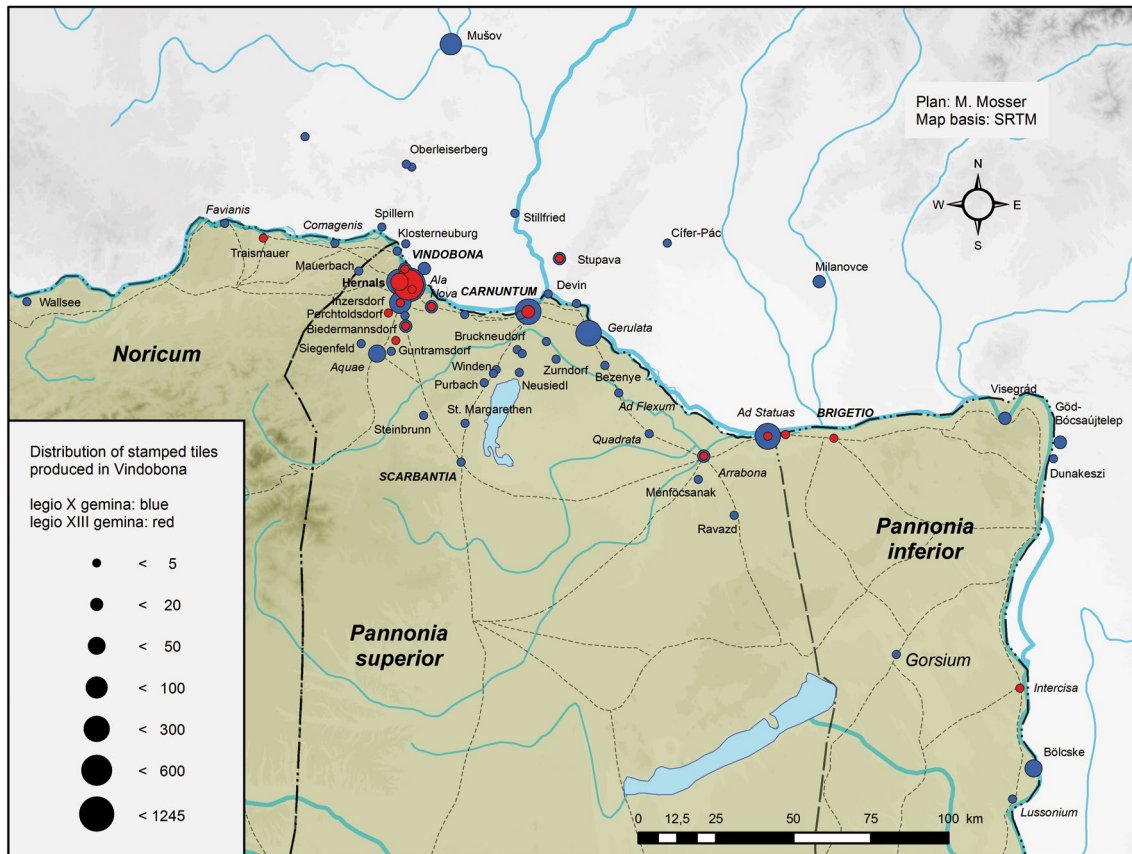 Mušov
Plan: M. Mosser
Map basis: SRTM
N
W
E
S
Oberleiserberg
Favianis
Comagenis
Spillern
Stillfried
Traismauer
Klosterneuburg
Cífer-Pác
VINDOBONA
Stupava
Mauerbach
Milanovce
Hernals
Ala
Nova
CARNUNTUM
Devin
Wallsee
Inzersdorf
Perchtoldsdorf
Biedermannsdorf
Gerulata
Bruckneudorf
Noricum
Siegenfeld
Guntramsdorf
Aquae
Winden
Zurndorf
Bezenye
Purbach
Neusiedl
Visegrád
Ad Flexum
Ad Statuas
BRIGETIO
Göd-
Bócsaújtelep
St. Margarethen
Steinbrunn
Quadrata
Dunakeszi
SCARBANTIA
Arrabona
Ménföcsanak
Ravazd
Pannonia
inferior
Distribution of stamped tiles
produced in Vindobona
legio X gemina: blue
legio XIII gemina: red
< 5
< 20
< 50
< 100
< 300
< 600
< 1245
Pannonia
superior
Gorsium
Intercisa
Bölcske
Lussonium
0 12,5 25 50 75 100 km